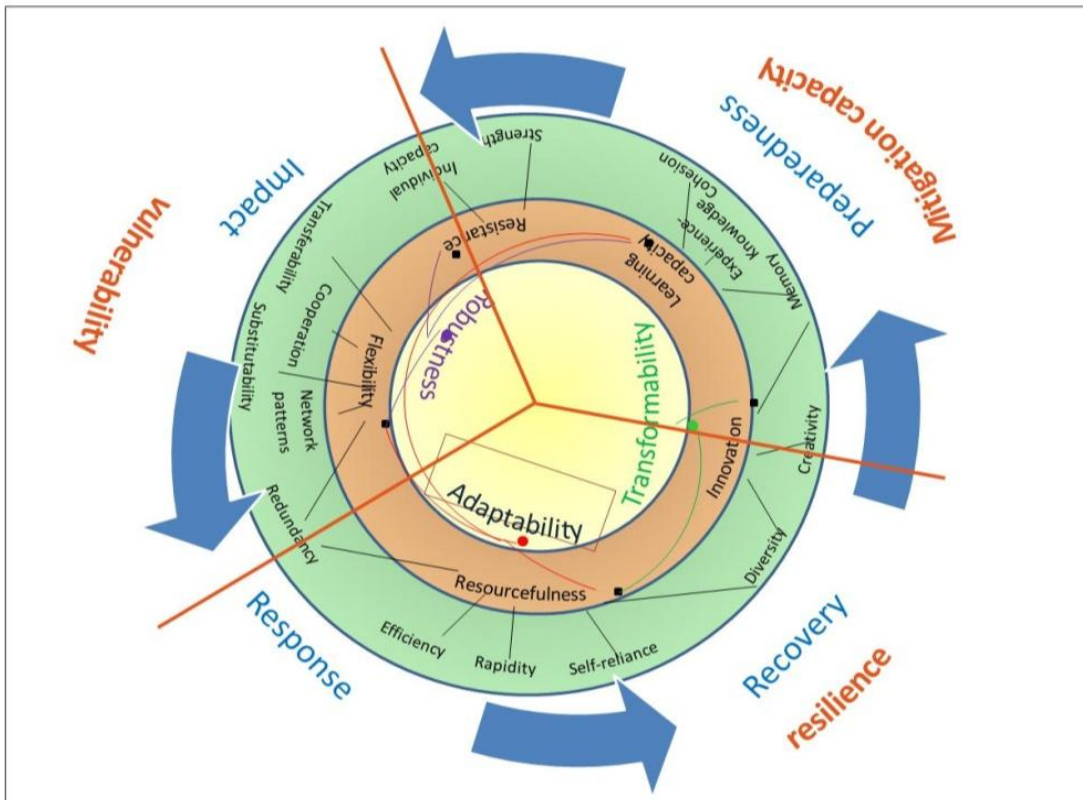 Mitigation capacity
Preparedness
Impact
vulnerability
Response
Recovery
resilience
Strength
Individual
capacity
Cohesion
Experience-
Knowledge
Memory
Creativity
Diversity
Self-reliance
Rapidity
Efficiency
Redundancy
Network
patterns
Substitutability
Cooperation
Transferability
Resistance
Learning
capacity
Innovation
Resourcefulness
Flexibility
Robustness
Transformability
Adaptability